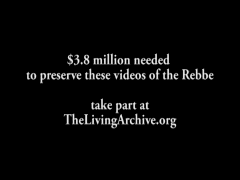 $3.8 million needed
to preserve these videos of the Rebbe
take part at
TheLivingArchive.org